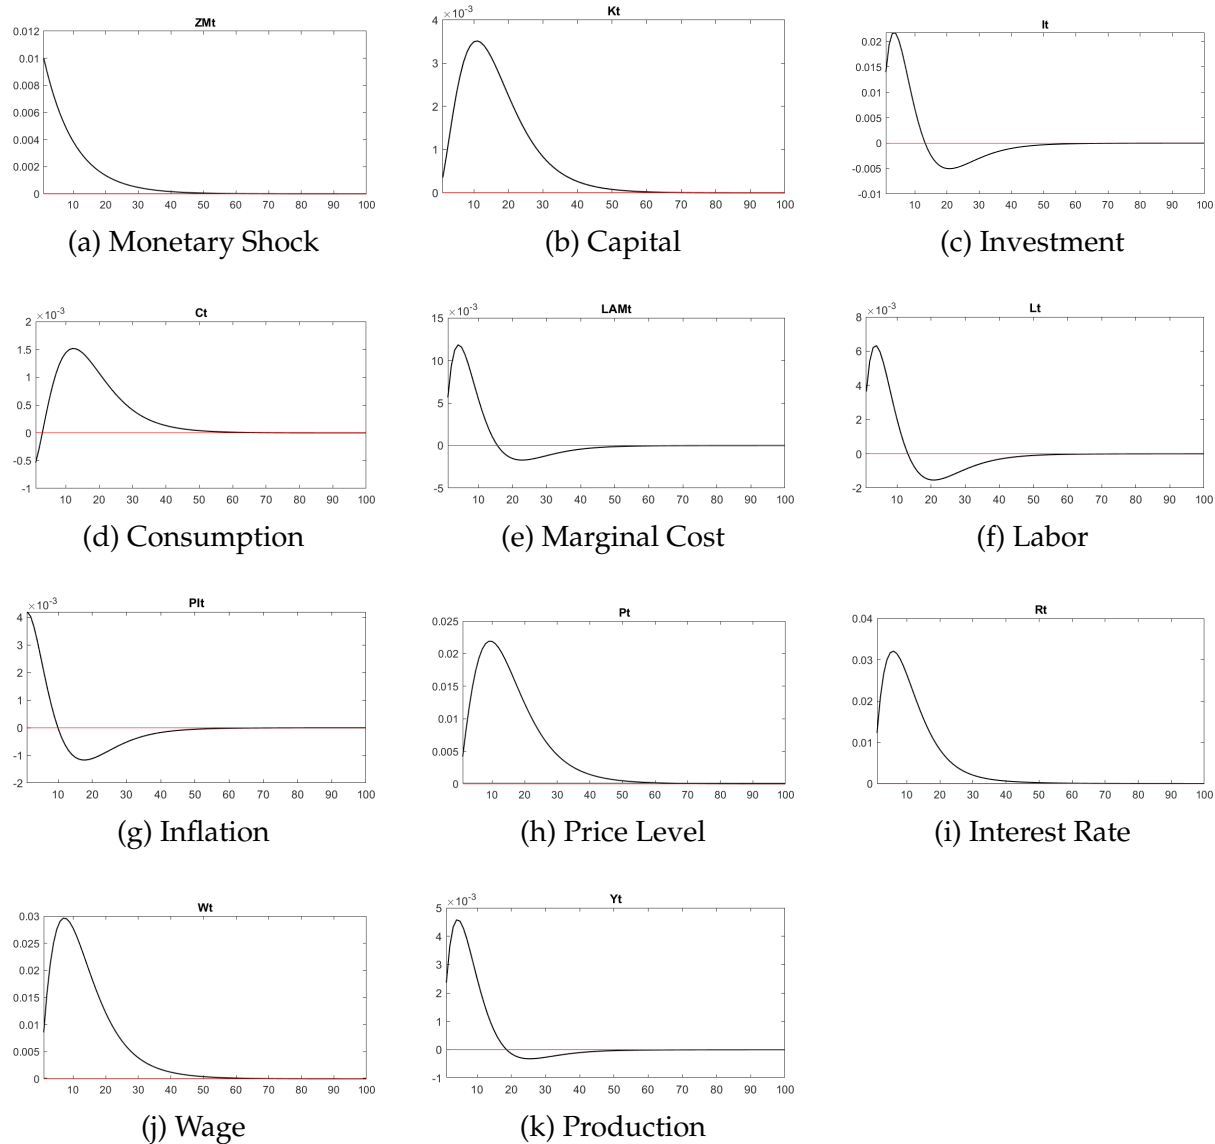 ZMt
0.012
0.01
0.008
0.006
0.004
0.002
0
10 20 30 40 50 60 70 80 90 100
(a) Monetary Shock
×10⁻³
Kt
4
3
2
1
0
10 20 30 40 50 60 70 80 90 100
(b) Capital
It
0.02
0.015
0.01
0.005
0
-0.005
-0.01
10 20 30 40 50 60 70 80 90 100
(c) Investment
×10⁻³
Ct
2
1.5
1
0.5
0
-0.5
-1
10 20 30 40 50 60 70 80 90 100
(d) Consumption
×10⁻³
LAMt
15
10
5
0
-5
10 20 30 40 50 60 70 80 90 100
(e) Marginal Cost
×10⁻³
Lt
8
6
4
2
0
-2
10 20 30 40 50 60 70 80 90 100
(f) Labor
×10⁻³
PIt
4
3
2
1
0
-1
-2
10 20 30 40 50 60 70 80 90 100
(g) Inflation
Pt
0.025
0.02
0.015
0.01
0.005
0
10 20 30 40 50 60 70 80 90 100
(h) Price Level
Rt
0.04
0.03
0.02
0.01
0
10 20 30 40 50 60 70 80 90 100
(i) Interest Rate
Wt
0.03
0.025
0.02
0.015
0.01
0.005
0
10 20 30 40 50 60 70 80 90 100
(j) Wage
×10⁻³
Yt
5
4
3
2
1
0
-1
10 20 30 40 50 60 70 80 90 100
(k) Production